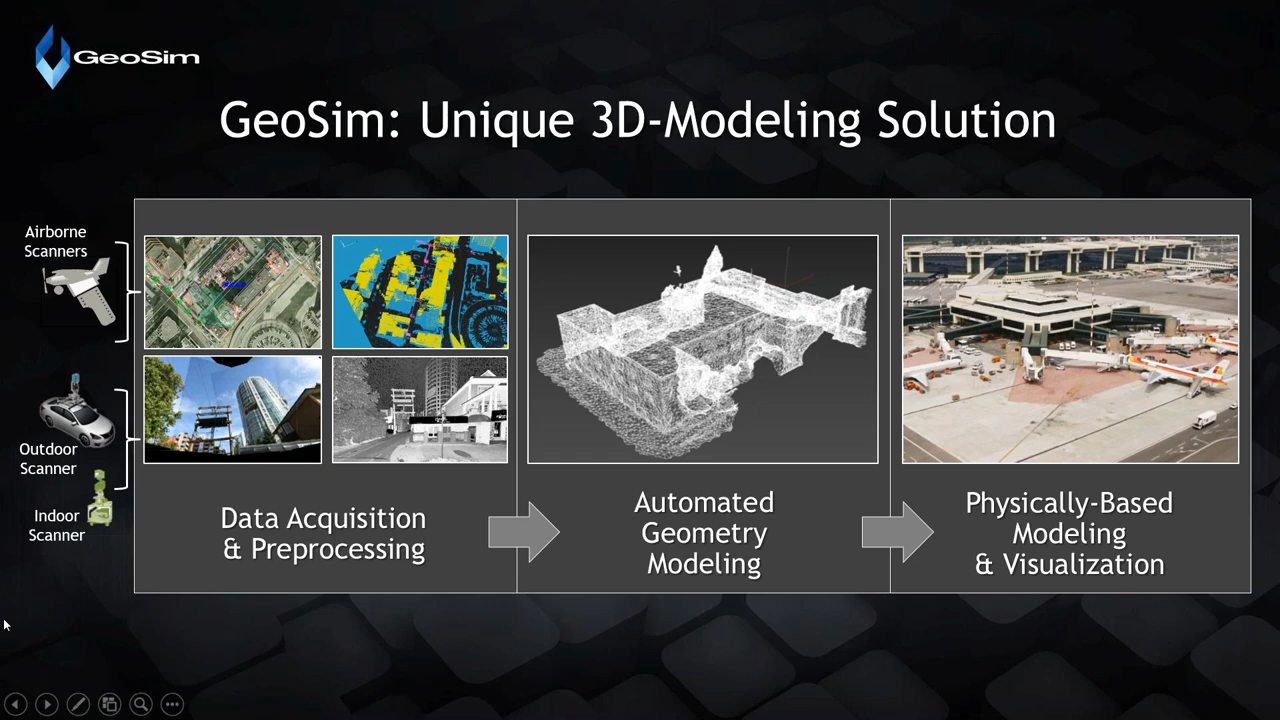 GeoSim
GeoSim: Unique 3D-Modeling Solution
Airborne
Scanners
Outdoor
Scanner
Indoor
Scanner
Data Acquisition
& Preprocessing
Automated
Geometry
Modeling
Physically-Based
Modeling
& Visualization